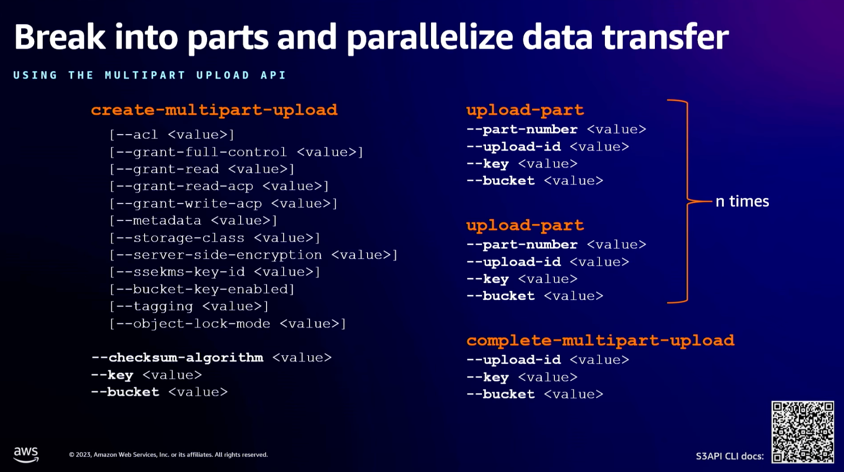 Break into parts and parallelize data transfer
USING THE MULTIPART UPLOAD API
create-multipart-upload
[--acl <value>]
[--grant-full-control <value>]
[--grant-read <value>]
[--grant-read-acp <value>]
[--grant-write-acp <value>]
[--metadata <value>]
[--storage-class <value>]
[--server-side-encryption <value>]
[--ssekms-key-id <value>]
[--bucket-key-enabled]
[--tagging <value>]
[--object-lock-mode <value>]
--checksum-algorithm <value>
--key <value>
--bucket <value>
upload-part
--part-number <value>
--upload-id <value>
--key <value>
--bucket <value>
upload-part
--part-number <value>
--upload-id <value>
--key <value>
--bucket <value>
n times
complete-multipart-upload
--upload-id <value>
--key <value>
--bucket <value>
aws
© 2023, Amazon Web Services, Inc. or its affiliates. All rights reserved.
S3API CLI docs: